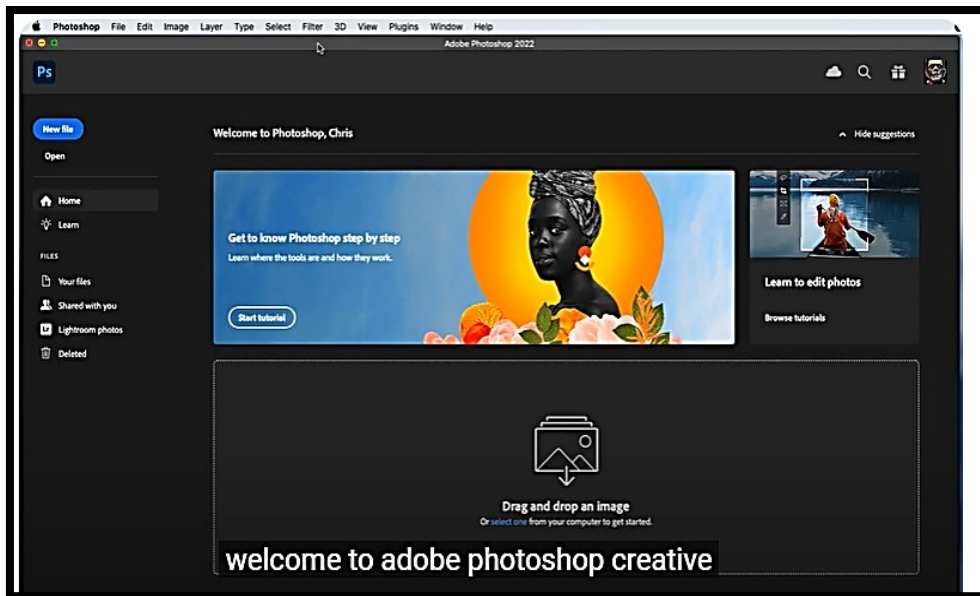 Photoshop File Edit Image Layer Type Select Filter 3D View Plugins Window Help
Adobe Photoshop 2022
Ps
New file
Open
Home
Learn
FILES
Your files
Shared with you
Lightroom photos
Deleted
Welcome to Photoshop, Chris
Hide suggestions
Get to know Photoshop step by step
Learn where the tools are and how they work.
Start tutorial
Learn to edit photos
Browse tutorials
Drag and drop an image
Or select one from your computer to get started.
welcome to adobe photoshop creative